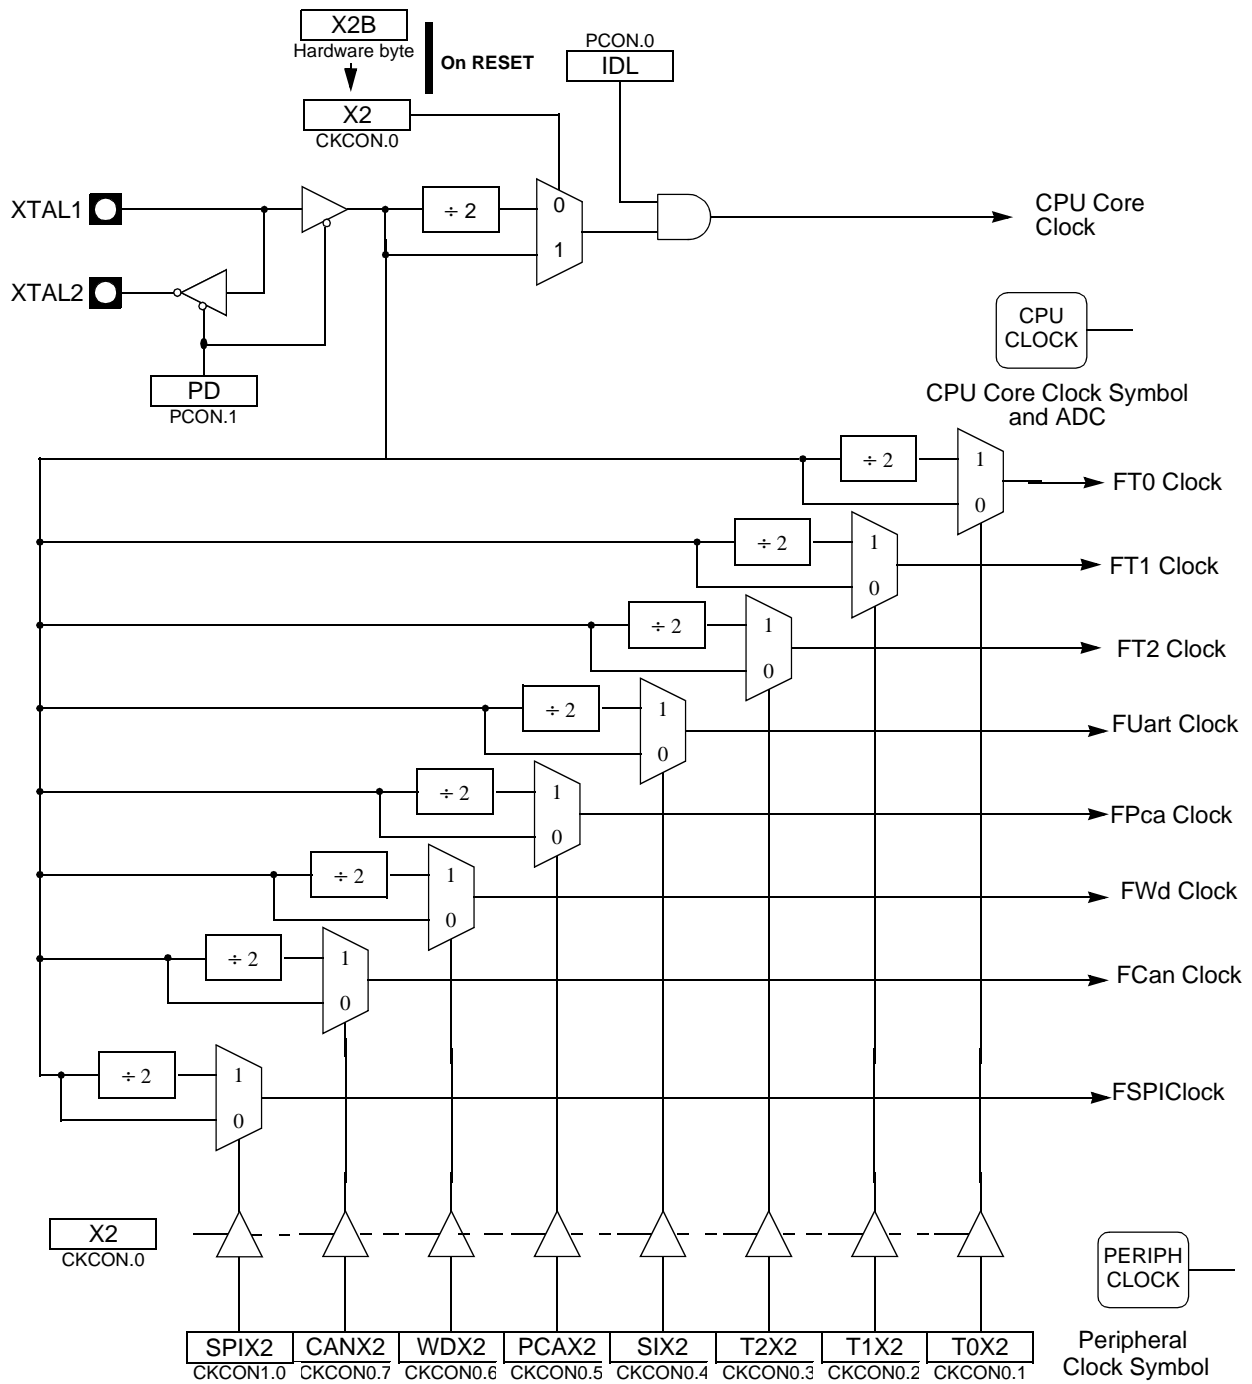 X2B
Hardware byte
On RESET
X2
CKCON.0
PCON.0
IDL
XTAL1
÷ 2
0
1
CPU Core
Clock
XTAL2
PD
PCON.1
CPU
CLOCK
CPU Core Clock Symbol
and ADC
÷ 2
1
0
FT0 Clock
÷ 2
1
0
FT1 Clock
÷ 2
1
0
FT2 Clock
÷ 2
1
0
FUart Clock
÷ 2
1
0
FPca Clock
÷ 2
1
0
FWd Clock
÷ 2
1
0
FCan Clock
÷ 2
1
0
FSPIClock
X2
CKCON.0
PERIPH
CLOCK
Peripheral
Clock Symbol
SPIX2
CKCON1.0
CANX2
CKCON0.7
WDX2
CKCON0.6
PCAX2
CKCON0.5
SIX2
CKCON0.4
T2X2
CKCON0.3
T1X2
CKCON0.2
T0X2
CKCON0.1